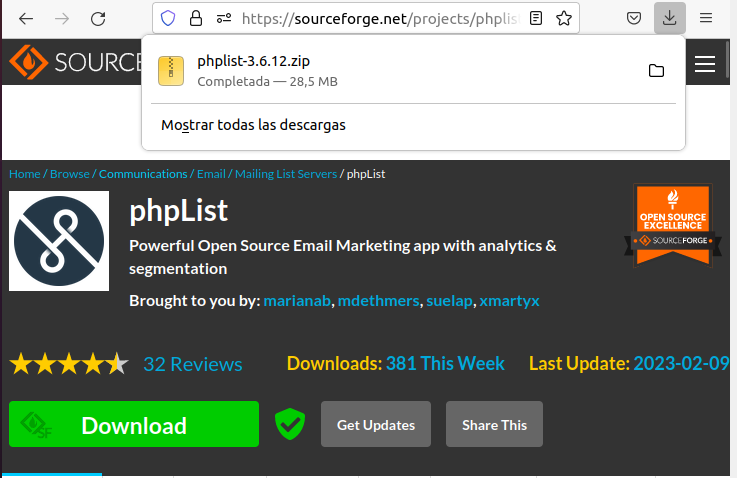 https://sourceforge.net/projects/phplis
phplist-3.6.12.zip
Completada — 28,5 MB
Mostrar todas las descargas
SOURCE
Home / Browse / Communications / Email / Mailing List Servers / phpList
phpList
Powerful Open Source Email Marketing app with analytics &
segmentation
Brought to you by: marianab, mdethmers, suelap, xmartyx
OPEN SOURCE
EXCELLENCE
SOURCEFORGE
32 Reviews
Downloads: 381 This Week
Last Update: 2023-02-09
SF
Download
Get Updates
Share This